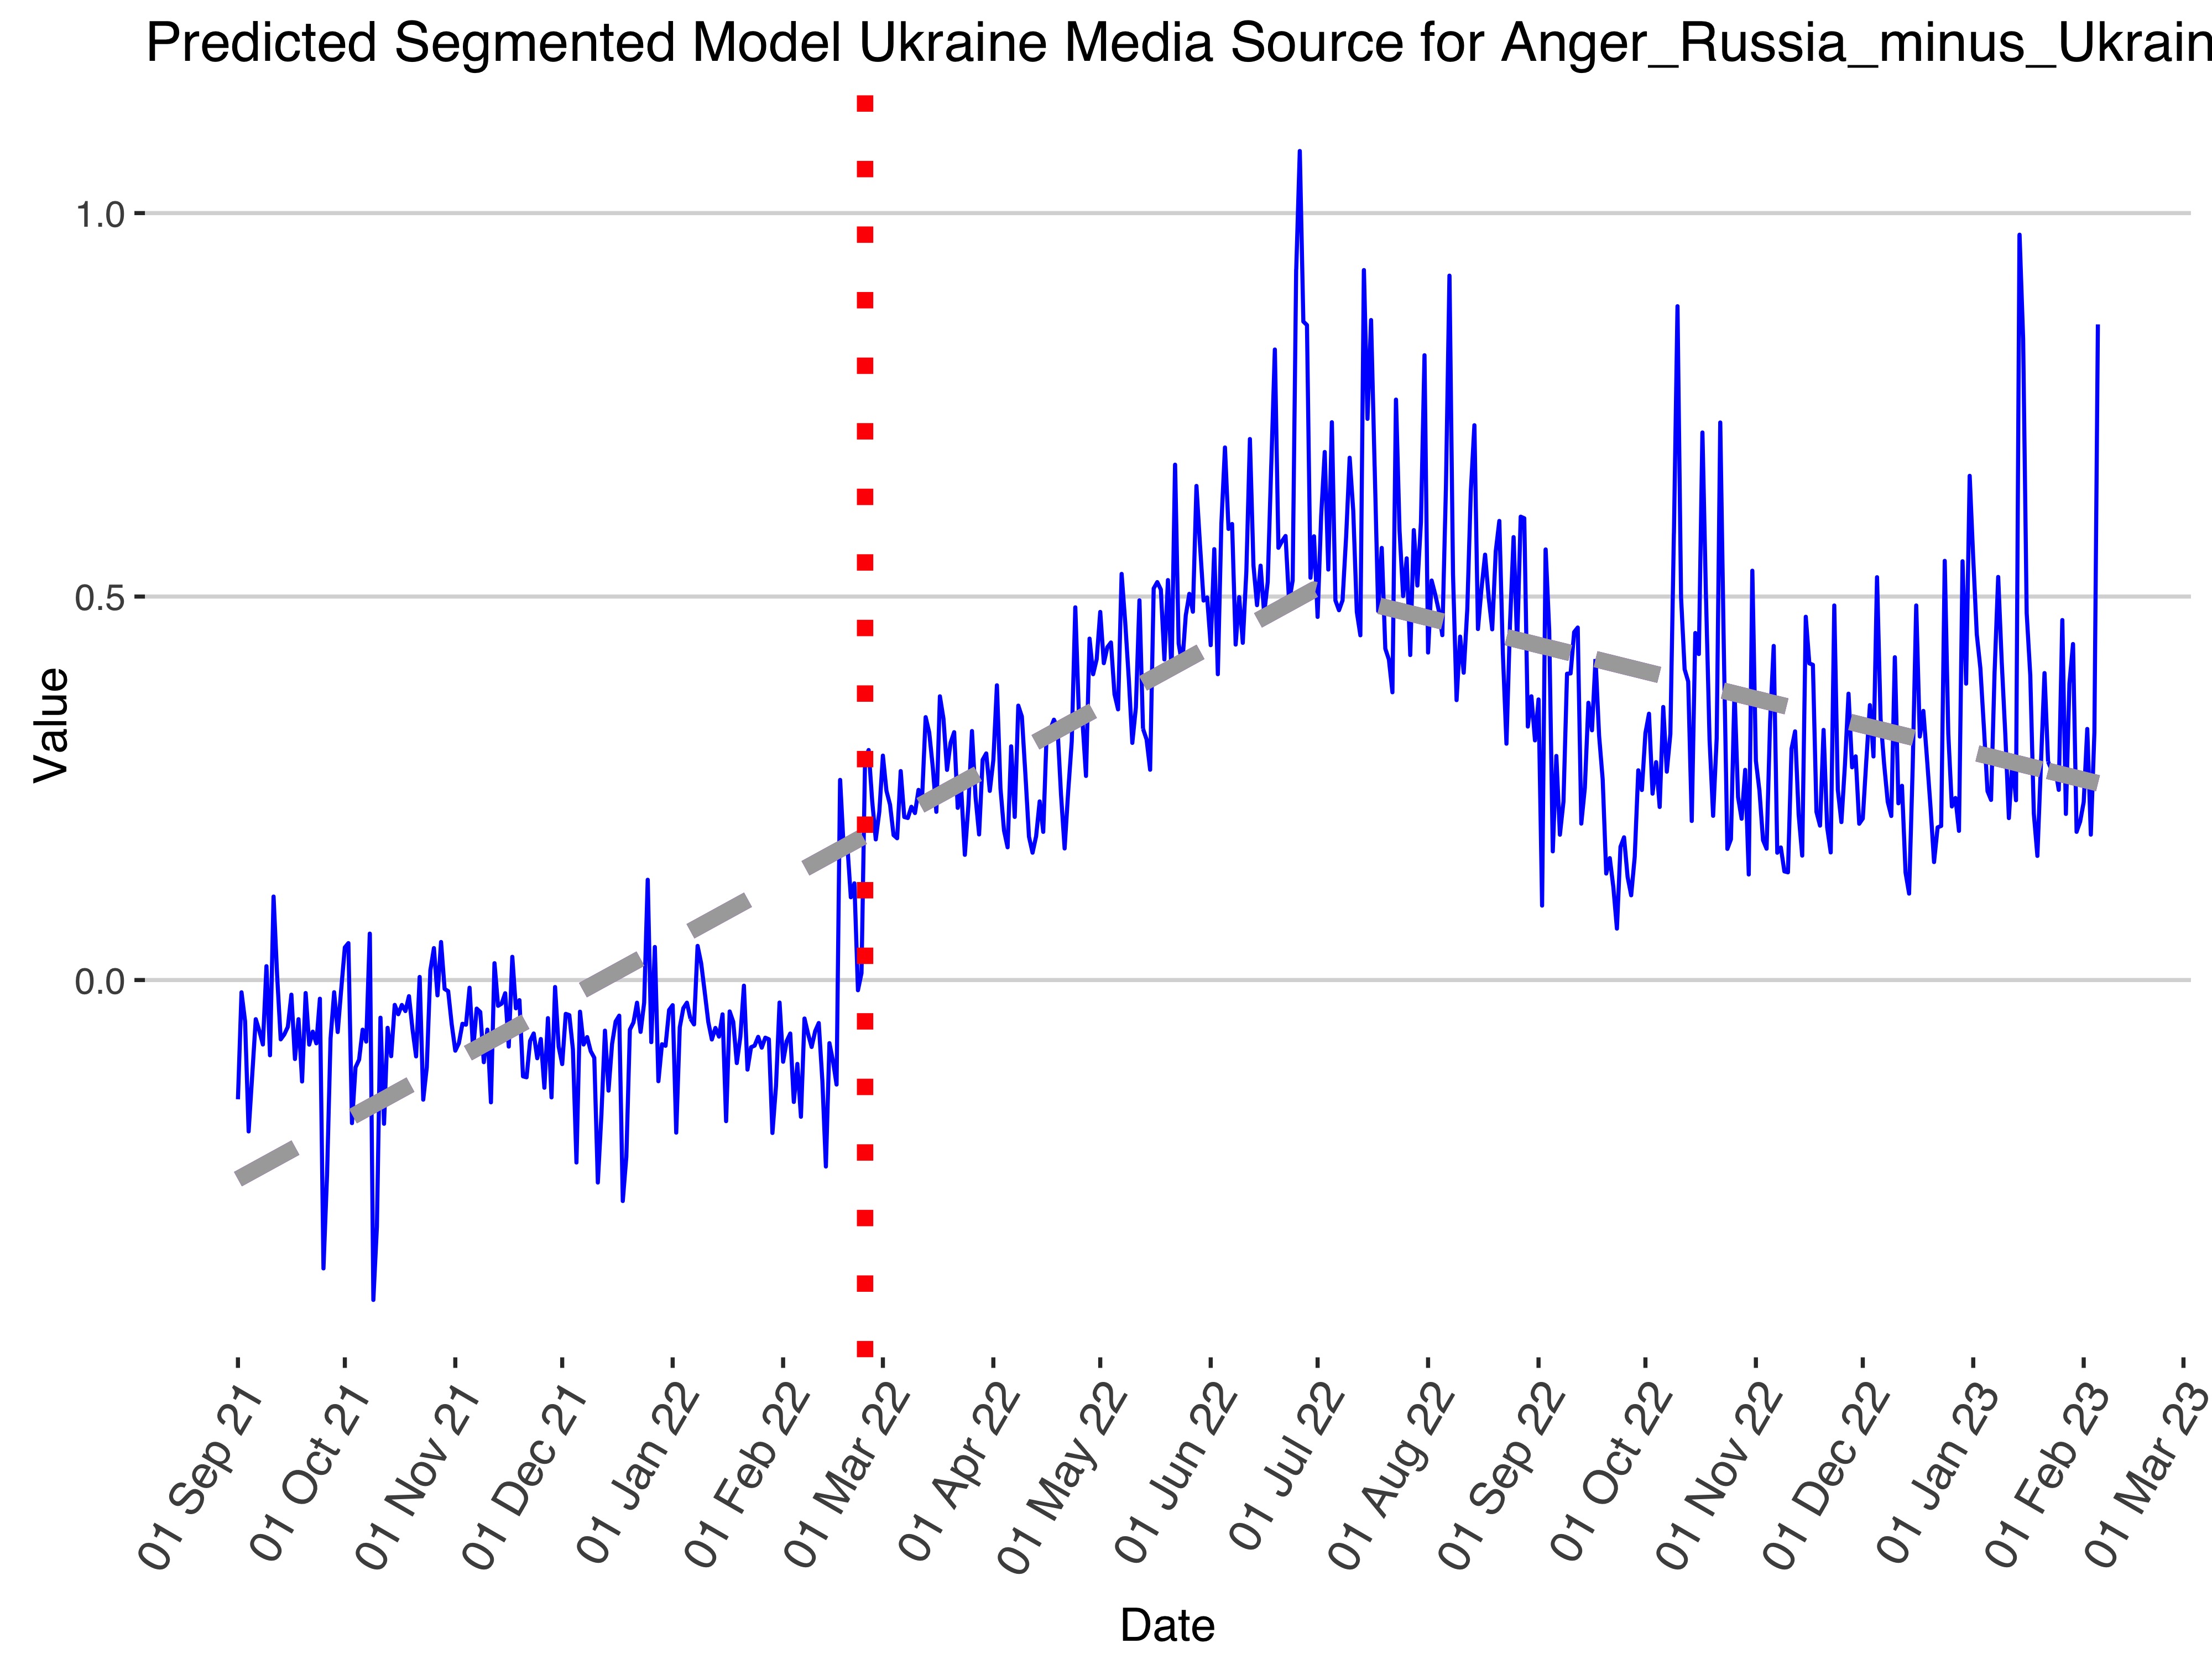 Predicted Segmented Model Ukraine Media Source for Anger_Russia_minus_Ukrain
Value
1.0
0.5
0.0
01 Sep 21
01 Oct 21
01 Nov 21
01 Dec 21
01 Jan 22
01 Feb 22
01 Mar 22
01 Apr 22
01 May 22
01 Jun 22
01 Jul 22
01 Aug 22
01 Sep 22
01 Oct 22
01 Nov 22
01 Dec 22
01 Jan 23
01 Feb 23
01 Mar 23
Date